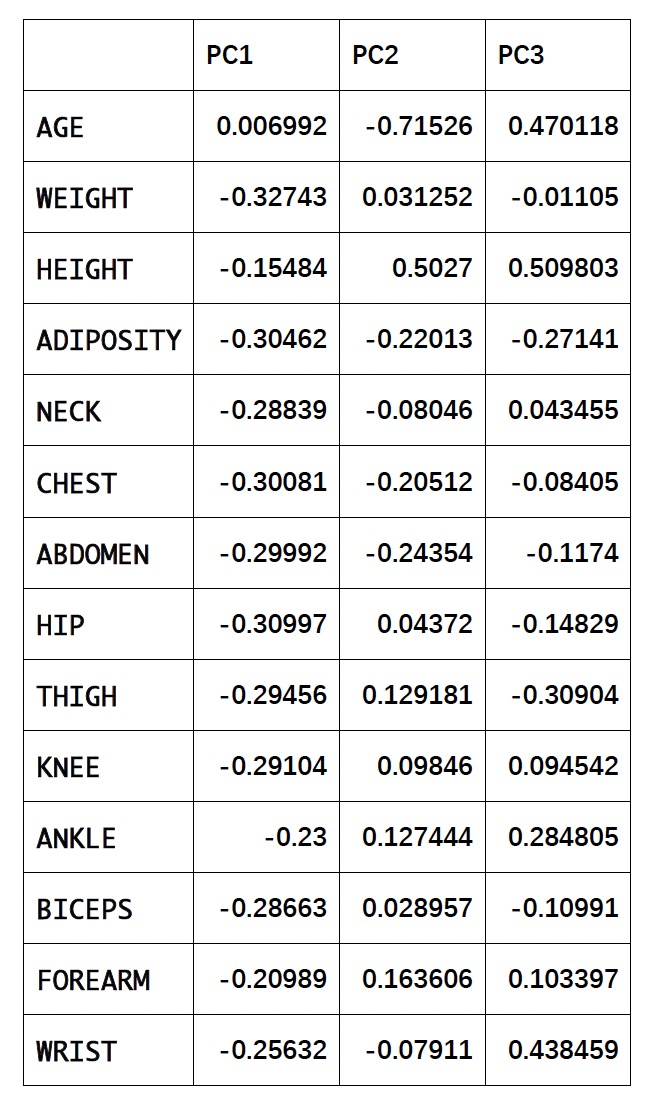 PC1 PC2 PC3
AGE 0.006992 -0.71526 0.470118
WEIGHT -0.32743 0.031252 -0.01105
HEIGHT -0.15484 0.5027 0.509803
ADIPOSITY -0.30462 -0.22013 -0.27141
NECK -0.28839 -0.08046 0.043455
CHEST -0.30081 -0.20512 -0.08405
ABDOMEN -0.29992 -0.24354 -0.1174
HIP -0.30997 0.04372 -0.14829
THIGH -0.29456 0.129181 -0.30904
KNEE -0.29104 0.09846 0.094542
ANKLE -0.23 0.127444 0.284805
BICEPS -0.28663 0.028957 -0.10991
FOREARM -0.20989 0.163606 0.103397
WRIST -0.25632 -0.07911 0.438459